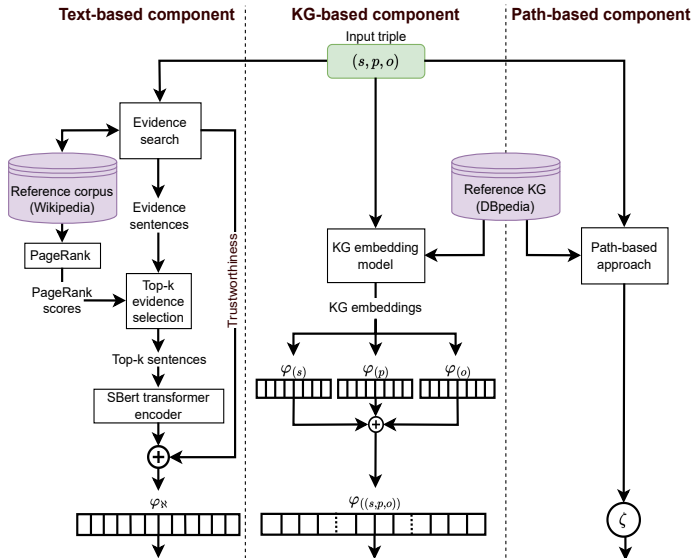 Text-based component
KG-based component
Path-based component
Input triple
(s, p, o)
Evidence
search
Reference corpus
(Wikipedia)
Evidence
sentences
Trustworthiness
PageRank
PageRank
scores
Top-k
evidence
selection
Top-k sentences
SBert transformer
encoder
+
φℵ
Reference KG
(DBpedia)
KG embedding
model
KG embeddings
φ(s)
φ(p)
φ(o)
+
φ((s,p,o))
Path-based
approach
ζ